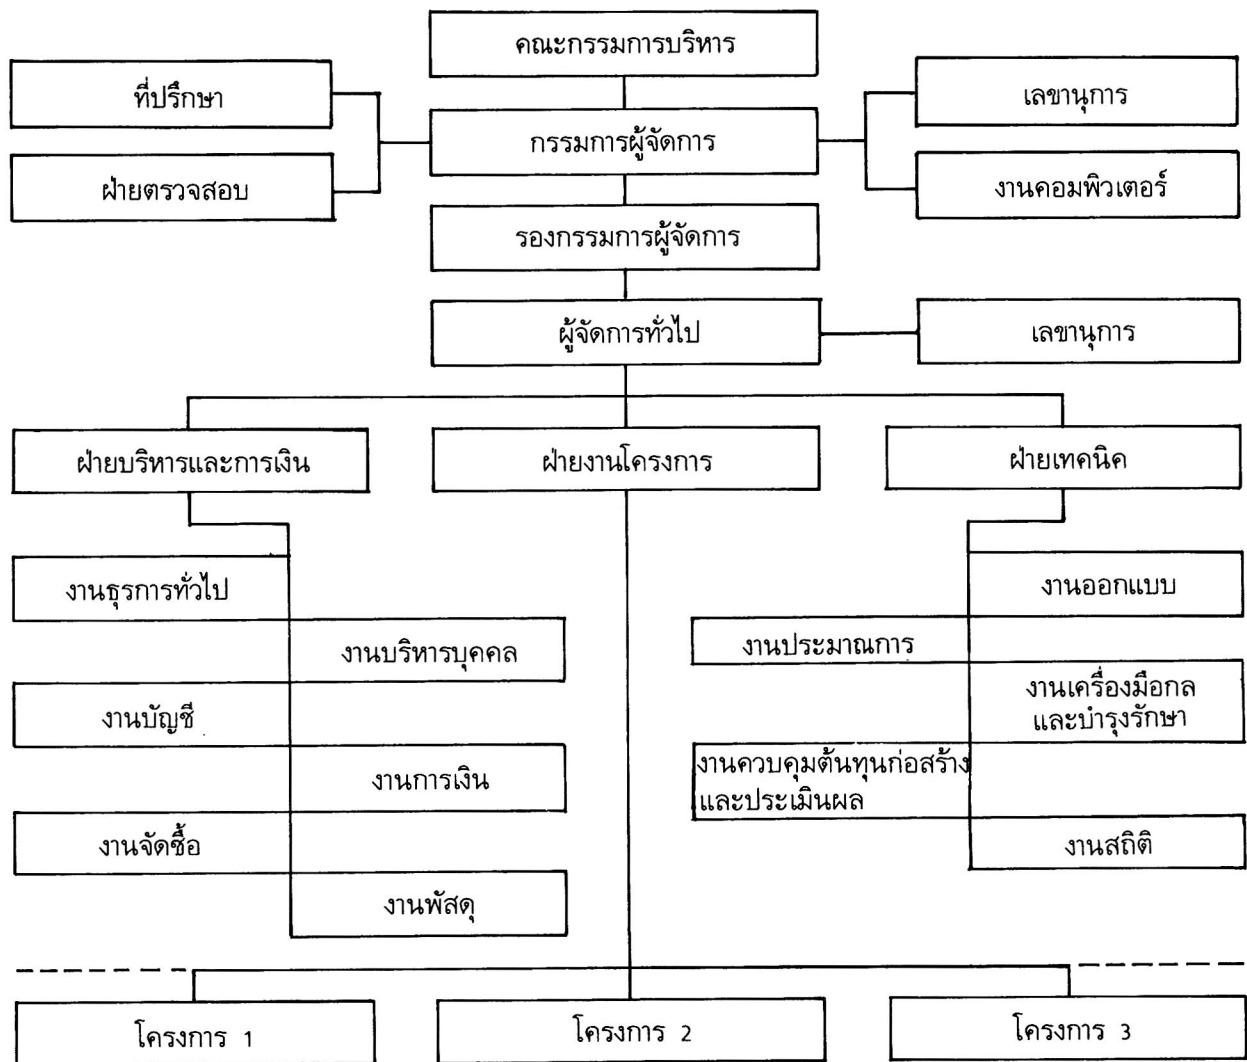 คณะกรรมการบริหาร
ที่ปรึกษา
เลขานุการ
กรรมการผู้จัดการ
ฝ่ายตรวจสอบ
งานคอมพิวเตอร์
รองกรรมการผู้จัดการ
ผู้จัดการทั่วไป
เลขานุการ
ฝ่ายบริหารและการเงิน
ฝ่ายงานโครงการ
ฝ่ายเทคนิค
งานธุรการทั่วไป
งานบริหารบุคคล
งานบัญชี
งานการเงิน
งานจัดซื้อ
งานพัสดุ
งานออกแบบ
งานประมาณการ
งานเครื่องมือกล
และบำรุงรักษา
งานควบคุมต้นทุนก่อสร้าง
และประเมินผล
งานสถิติ
โครงการ 1
โครงการ 2
โครงการ 3